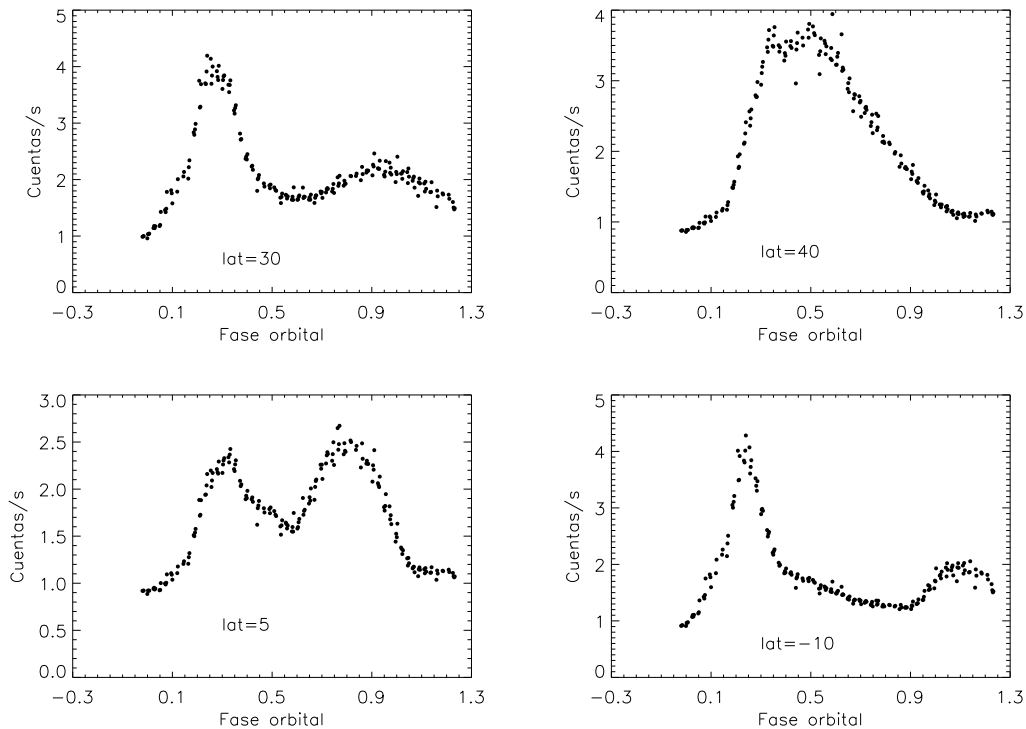 5
4
3
2
1
0
Cuentas/s
lat=30
−0.3 0.1 0.5 0.9 1.3
Fase orbital
4
3
2
1
0
Cuentas/s
lat=40
−0.3 0.1 0.5 0.9 1.3
Fase orbital
3.0
2.5
2.0
1.5
1.0
0.5
0.0
Cuentas/s
lat=5
−0.3 0.1 0.5 0.9 1.3
Fase orbital
5
4
3
2
1
0
Cuentas/s
lat=−10
−0.3 0.1 0.5 0.9 1.3
Fase orbital